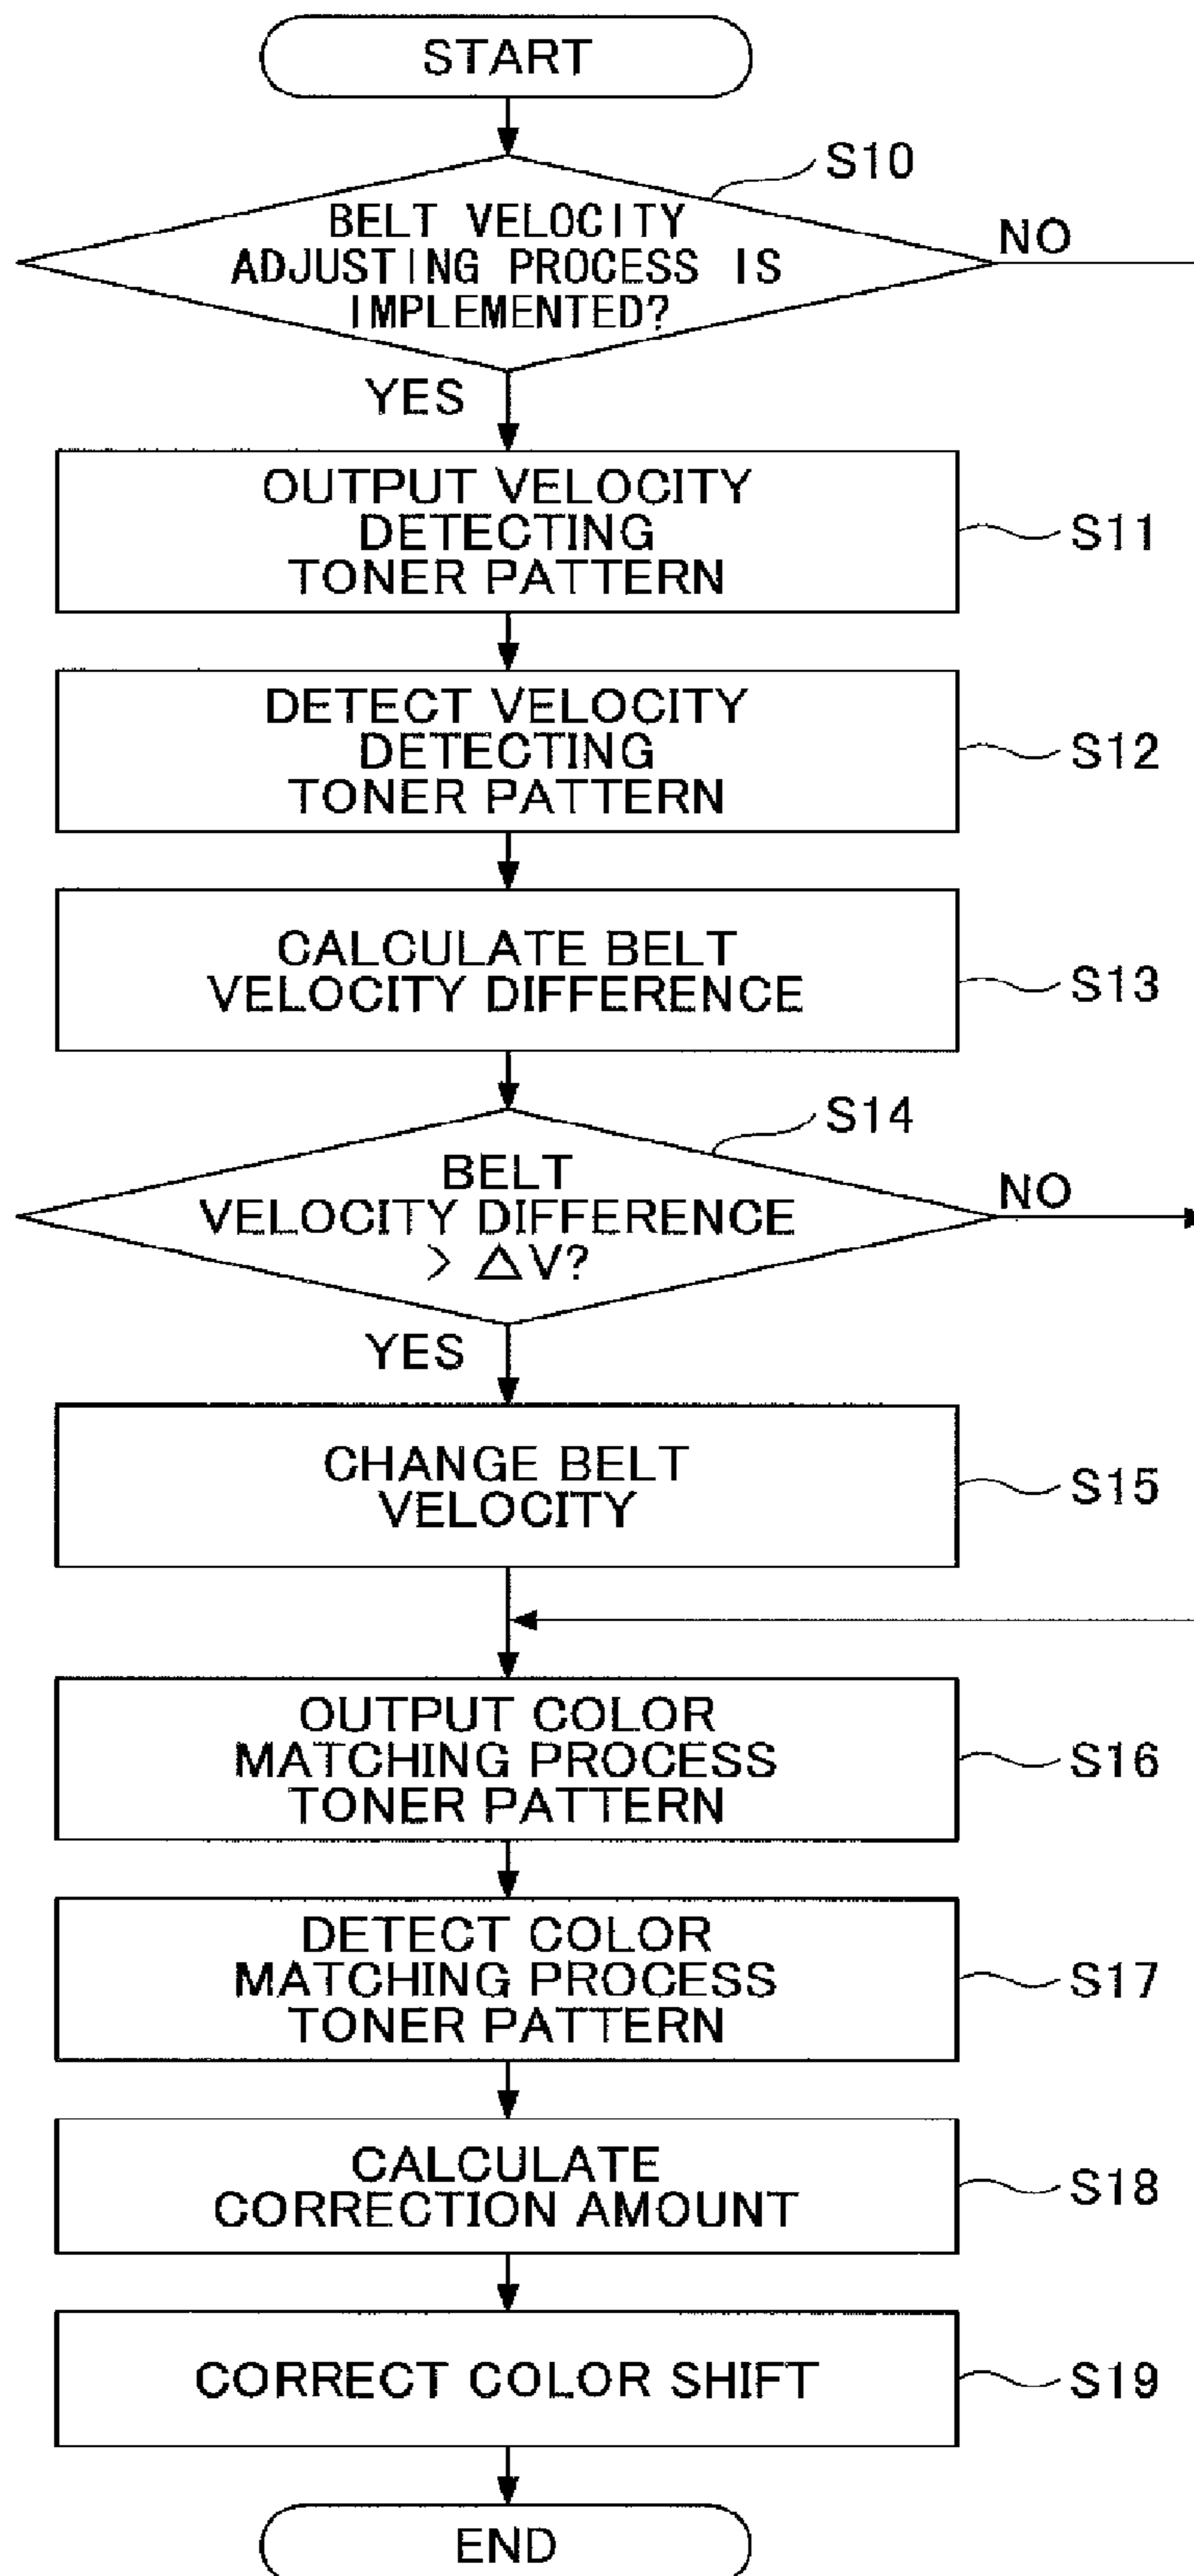 START
S10
BELT VELOCITY
ADJUSTING PROCESS IS
IMPLEMENTED?
NO
YES
OUTPUT VELOCITY
DETECTING
TONER PATTERN
S11
DETECT VELOCITY
DETECTING
TONER PATTERN
S12
CALCULATE BELT
VELOCITY DIFFERENCE
S13
S14
BELT
VELOCITY DIFFERENCE
> △V?
NO
YES
CHANGE BELT
VELOCITY
S15
OUTPUT COLOR
MATCHING PROCESS
TONER PATTERN
S16
DETECT COLOR
MATCHING PROCESS
TONER PATTERN
S17
CALCULATE
CORRECTION AMOUNT
S18
CORRECT COLOR SHIFT
S19
END